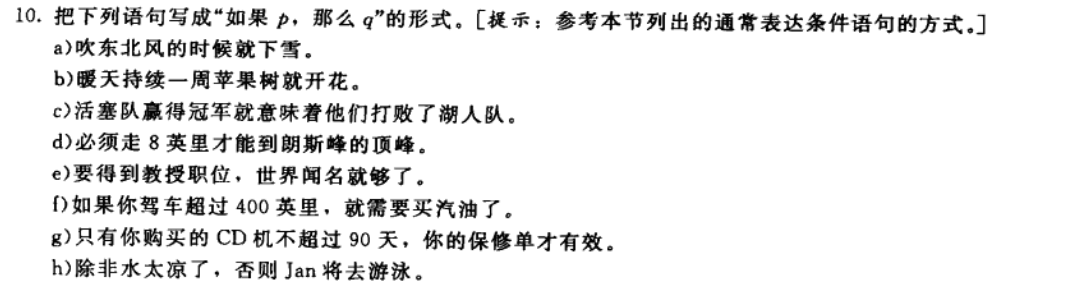 10. 把下列语句写成“如果 p，那么 q”的形式。[提示：参考本节列出的通常表达条件语句的方式。]
a)吹东北风的时候就下雪。
b)暖天持续一周苹果树就开花。
c)活塞队赢得冠军就意味着他们打败了湖人队。
d)必须走 8 英里才能到朗斯峰的顶峰。
e)要得到教授职位，世界闻名就够了。
f)如果你驾车超过 400 英里，就需要买汽油了。
g)只有你购买的 CD 机不超过 90 天，你的保修单才有效。
h)除非水太凉了，否则 Jan 将去游泳。